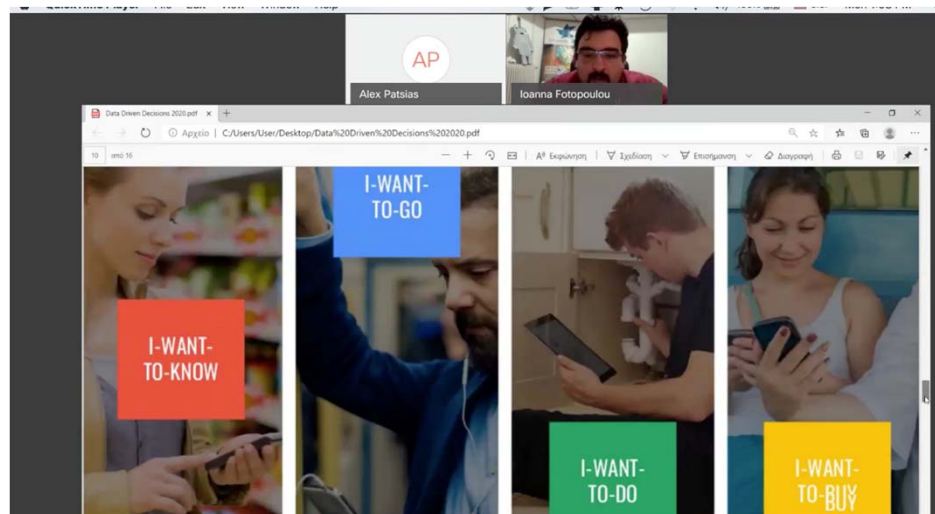 AP
Alex Patsias
Ioanna Fotopoulou
Data Driven Decisions 2020.pdf
Αρχείο | C:/Users/User/Desktop/Data%20Driven%20Decisions%202020.pdf
10 από 16
Εκφώνηση
Σχεδίαση
Επισήμανση
Διαγραφή
I-WANT-
TO-GO
I-WANT-
TO-KNOW
I-WANT-
TO-DO
I-WANT-
TO-BUY